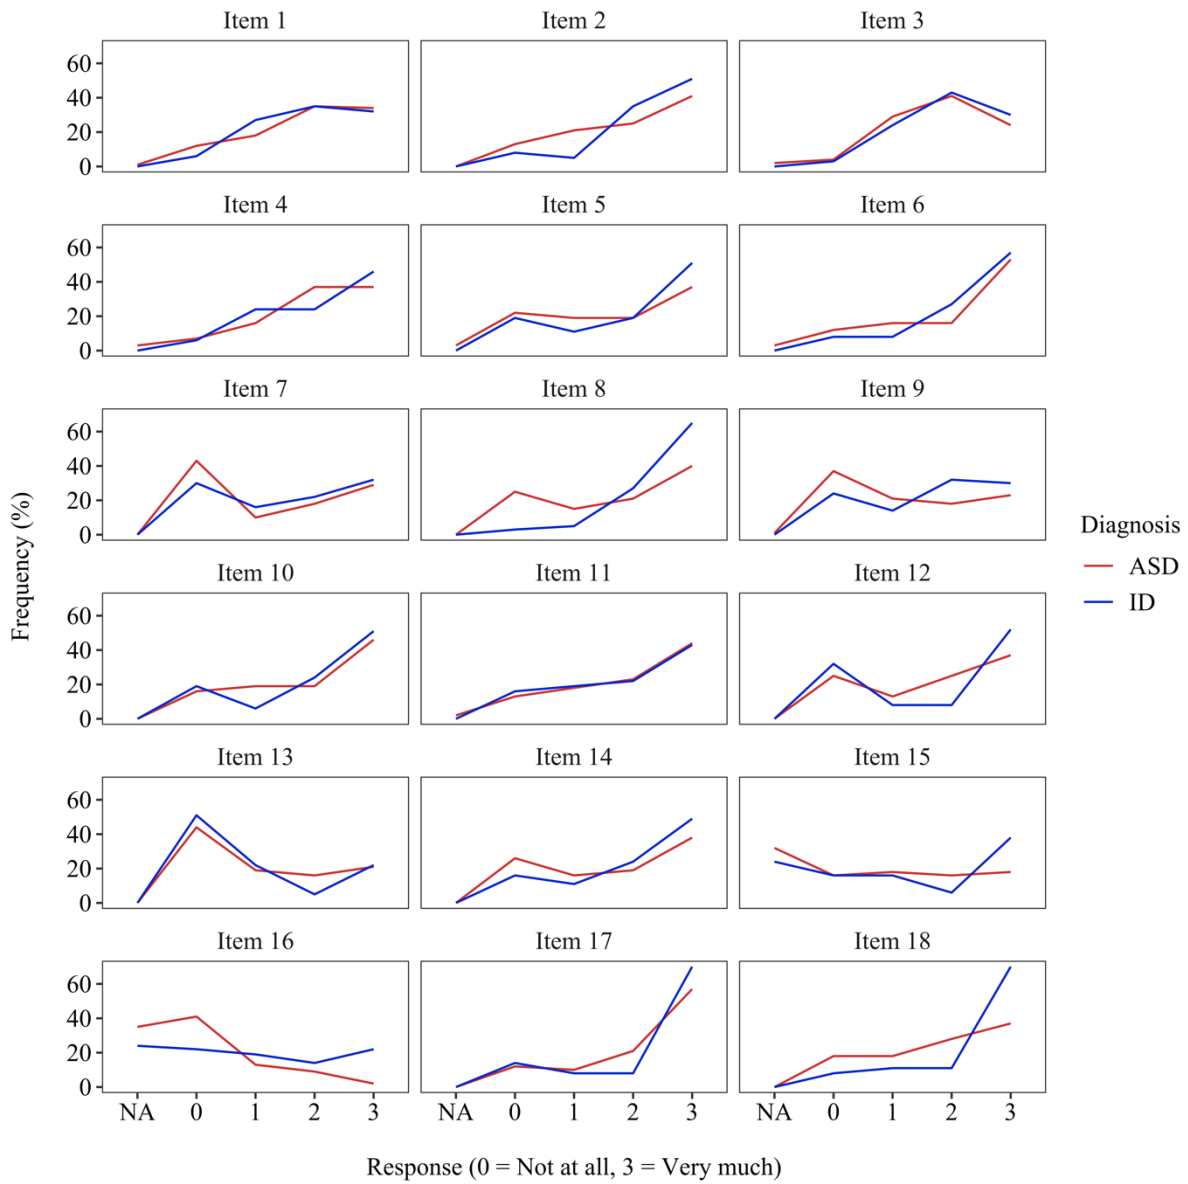 Item 1 Item 2 Item 3
60
40
20
0
Item 4 Item 5 Item 6
60
40
20
0
Item 7 Item 8 Item 9
60
40
20
0
Item 10 Item 11 Item 12
60
40
20
0
Item 13 Item 14 Item 15
60
40
20
0
Item 16 Item 17 Item 18
60
40
20
0
NA 0 1 2 3 NA 0 1 2 3 NA 0 1 2 3
Frequency (%)
Response (0 = Not at all, 3 = Very much)
Diagnosis
ASD
ID